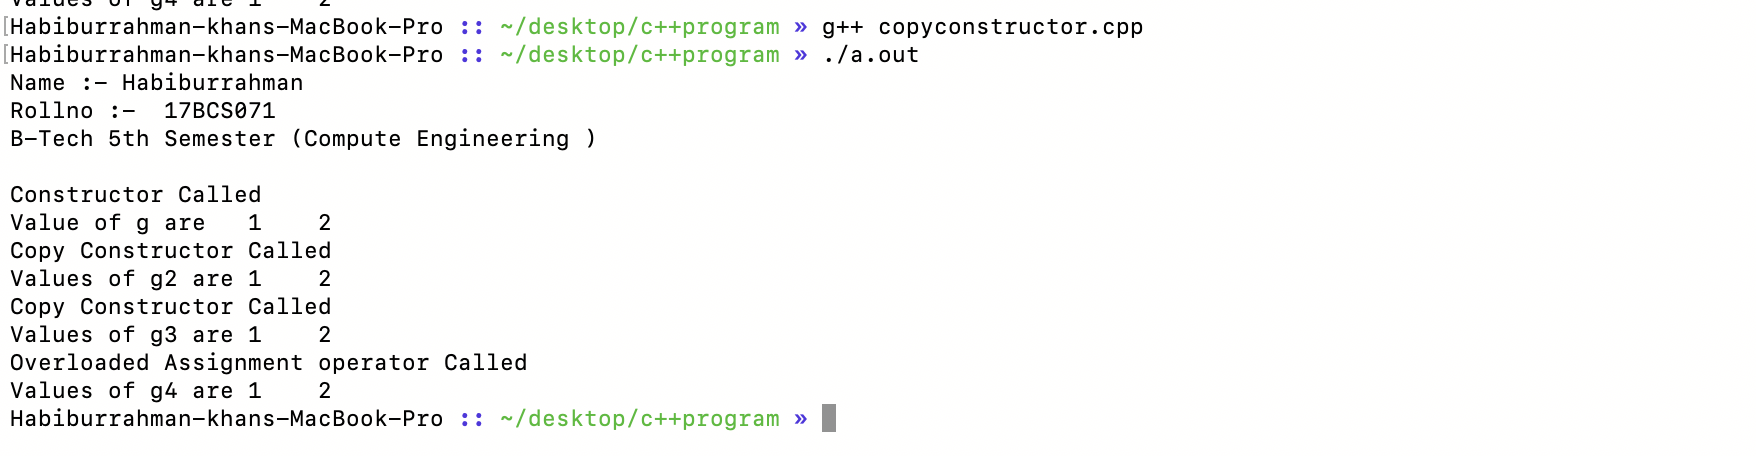 values of g4 are 1    2
[Habiburrahman-khans-MacBook-Pro :: ~/desktop/c++program » g++ copyconstructor.cpp
[Habiburrahman-khans-MacBook-Pro :: ~/desktop/c++program » ./a.out
Name :- Habiburrahman
Rollno :-  17BCS071
B-Tech 5th Semester (Compute Engineering )
Constructor Called
Value of g are   1    2
Copy Constructor Called
Values of g2 are 1    2
Copy Constructor Called
Values of g3 are 1    2
Overloaded Assignment operator Called
Values of g4 are 1    2
Habiburrahman-khans-MacBook-Pro :: ~/desktop/c++program »